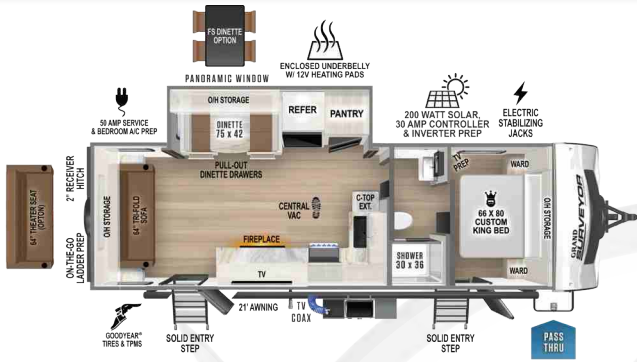 FS DINETTE
OPTION
PANORAMIC WINDOW
ENCLOSED UNDERBELLY
W/ 12V HEATING PADS
50 AMP SERVICE
& BEDROOM A/C PREP
200 WATT SOLAR,
30 AMP CONTROLLER
& INVERTER PREP
ELECTRIC
STABILIZING
JACKS
O/H STORAGE
DINETTE
75 x 42
REFER
PANTRY
PULL-OUT
DINETTE DRAWERS
TV
PREP
WARD
64" THEATER SEAT
(OPTON)
2" RECEIVER
HITCH
ON-THE-GO
LADDER PREP
O/H STORAGE
64" TRI-FOLD
SOFA
CENTRAL
VAC
C-TOP
EXT.
66 X 80
CUSTOM
KING BED
O/H STORAGE
GRAND
SURVEYOR
FIREPLACE
TV
SHOWER
30 x 36
WARD
GOODYEAR®
TIRES & TPMS
SOLID ENTRY
STEP
21' AWNING
TV
COAX
SOLID ENTRY
STEP
PASS
THRU